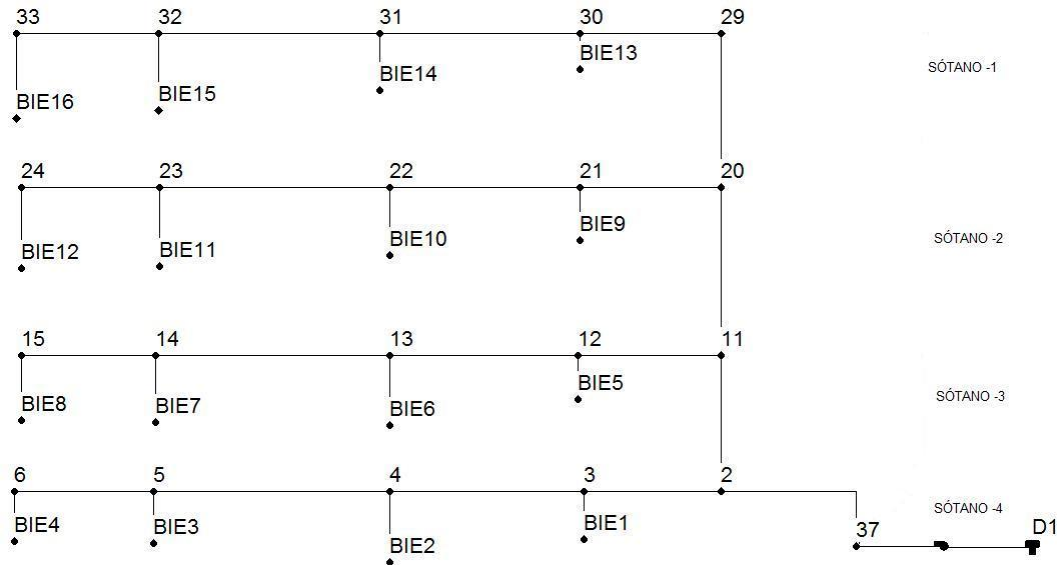 33 32 31 30 29
BIE13
SÓTANO -1
BIE14
BIE15
BIE16
24 23 22 21 20
BIE9
SÓTANO -2
BIE10
BIE12 BIE11
15 14 13 12 11
BIE5
SÓTANO -3
BIE8 BIE7 BIE6
6 5 4 3 2
SÓTANO -4
BIE4 BIE3 BIE1 37 D1
BIE2